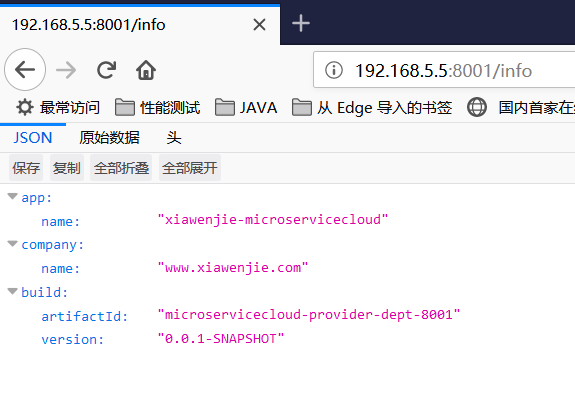 192.168.5.5:8001/info
192.168.5.5:8001/info
最常访问 性能测试 JAVA 从 Edge 导入的书签 国内首家在
JSON 原始数据 头
保存 复制 全部折叠 全部展开
app:
name: "xiawenjie-microservicecloud"
company:
name: "www.xiawenjie.com"
build:
artifactId: "microservicecloud-provider-dept-8001"
version: "0.0.1-SNAPSHOT"